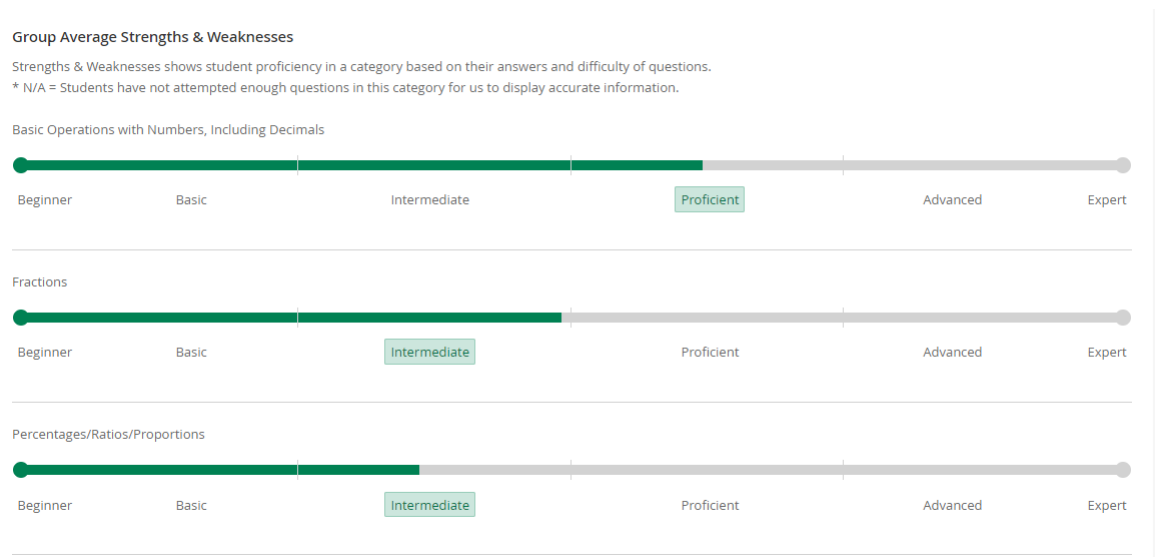 Group Average Strengths & Weaknesses
Strengths & Weaknesses shows student proficiency in a category based on their answers and difficulty of questions.
* N/A = Students have not attempted enough questions in this category for us to display accurate information.
Basic Operations with Numbers, Including Decimals
Beginner Basic Intermediate Proficient Advanced Expert
Fractions
Beginner Basic Intermediate Proficient Advanced Expert
Percentages/Ratios/Proportions
Beginner Basic Intermediate Proficient Advanced Expert